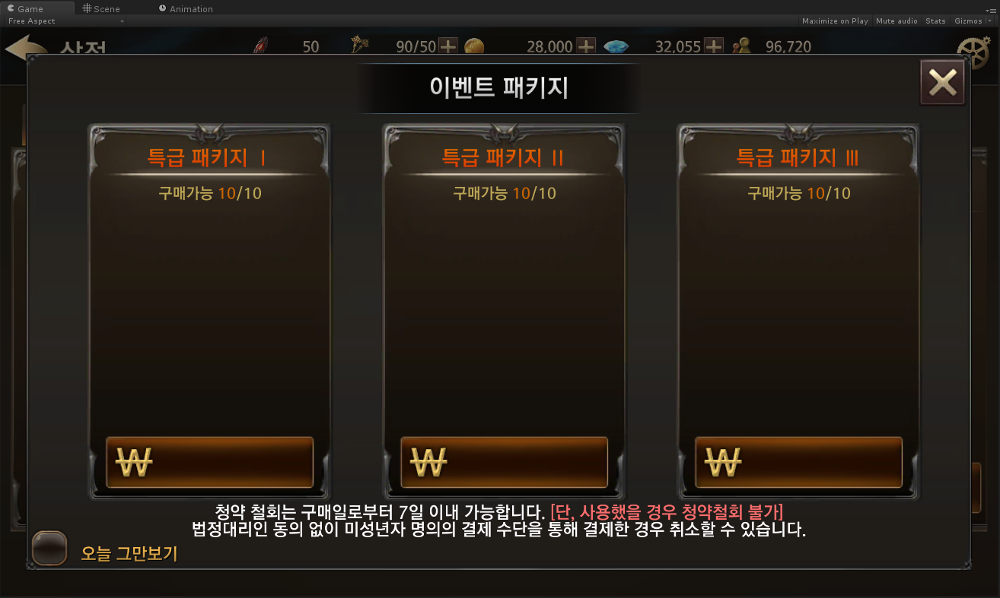 Game
Scene
Animation
Free Aspect
Maximize on Play
Mute audio
Stats
Gizmos
상점
50
90/50
28,000
32,055
96,720
이벤트 패키지
특급 패키지 Ⅰ
구매가능 10/10
₩
특급 패키지 Ⅱ
구매가능 10/10
₩
특급 패키지 Ⅲ
구매가능 10/10
₩
청약 철회는 구매일로부터 7일 이내 가능합니다. [단, 사용했을 경우 청약철회 불가]
법정대리인 동의 없이 미성년자 명의의 결제 수단을 통해 결제한 경우 취소할 수 있습니다.
오늘 그만보기